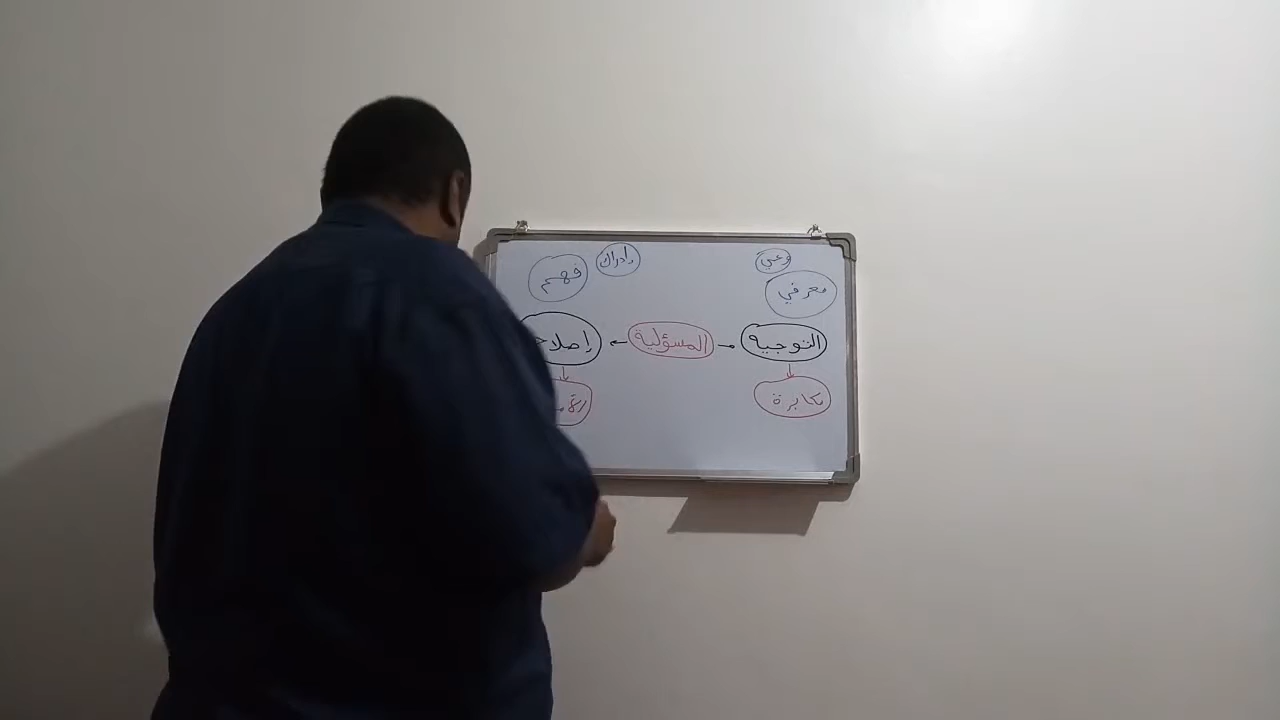 وعي
إدراك
معرفي
فهم
التوجيه
المسؤلية
إصلاح
مكابرة